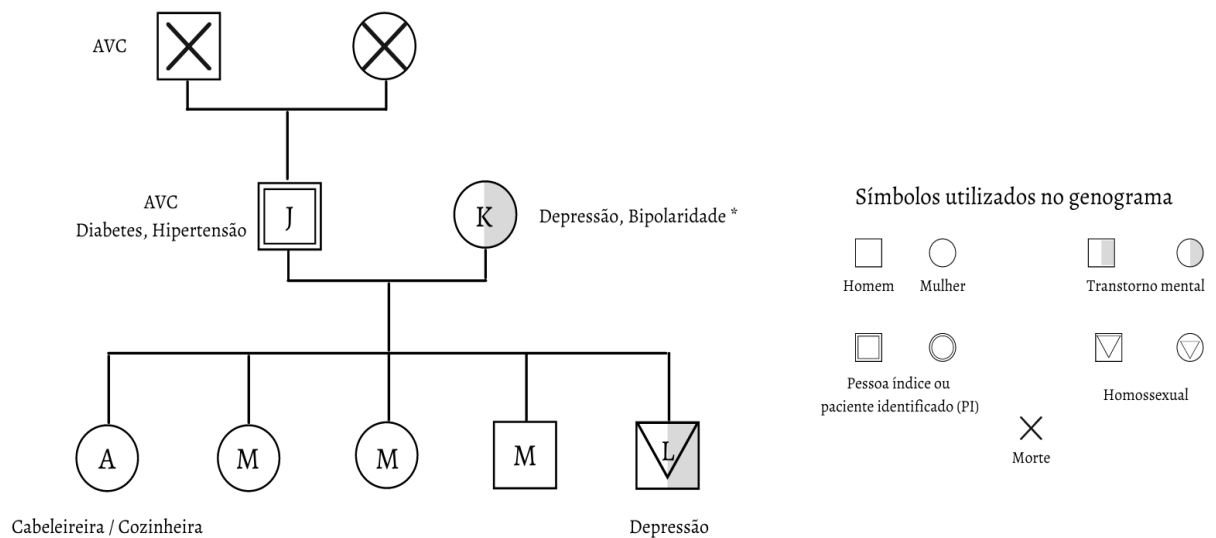 AVC
AVC
Diabetes, Hipertensão
J
K
Depressão, Bipolaridade *
A
M
M
M
L
Cabeleireira / Cozinheira
Depressão
Símbolos utilizados no genograma
Homem
Mulher
Transtorno mental
Pessoa índice ou
paciente identificado (PI)
Homossexual
Morte